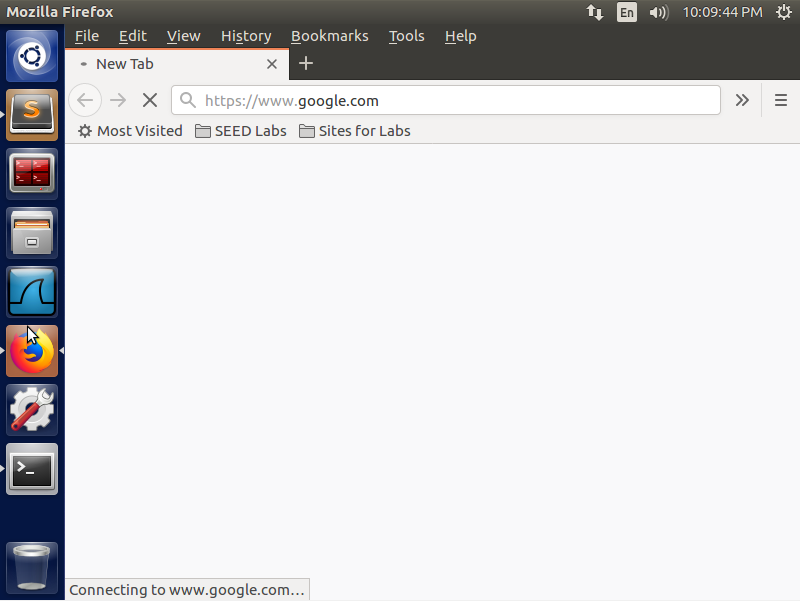 Mozilla Firefox En 10:09:44 PM
File Edit View History Bookmarks Tools Help
New Tab
https://www.google.com
Most Visited SEED Labs Sites for Labs
S
>_
Connecting to www.google.com…